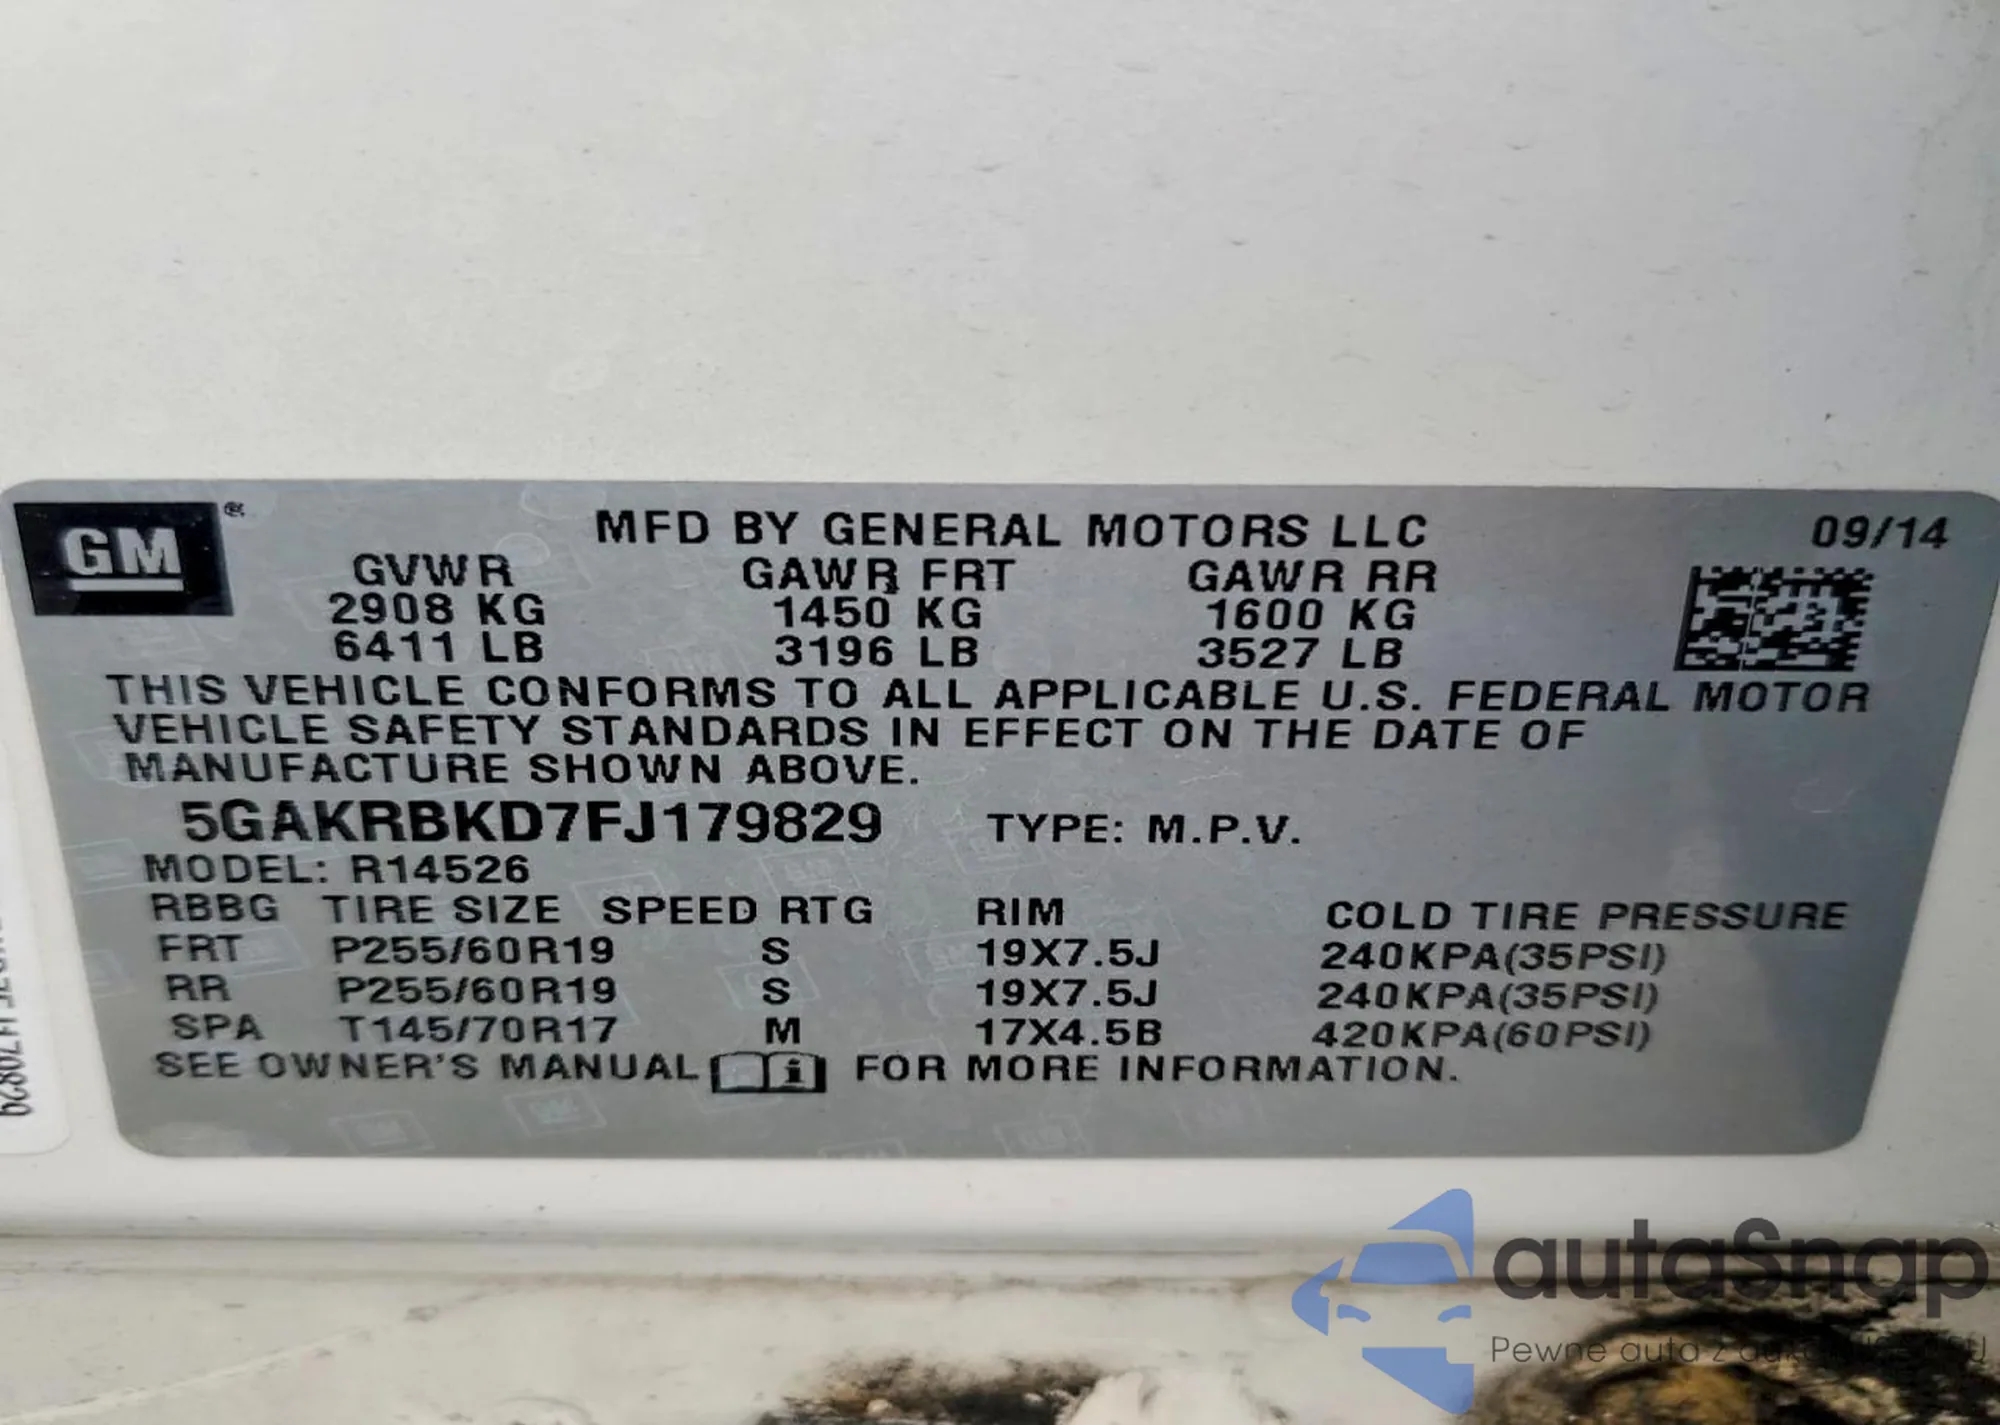 GM®
MFD BY GENERAL MOTORS LLC 09/14
GVWR GAWR FRT GAWR RR
2908 KG 1450 KG 1600 KG
6411 LB 3196 LB 3527 LB
THIS VEHICLE CONFORMS TO ALL APPLICABLE U.S. FEDERAL MOTOR
VEHICLE SAFETY STANDARDS IN EFFECT ON THE DATE OF
MANUFACTURE SHOWN ABOVE.
5GAKRBKD7FJ179829 TYPE: M.P.V.
MODEL: R14526
RBBG TIRE SIZE SPEED RTG RIM COLD TIRE PRESSURE
FRT P255/60R19 S 19X7.5J 240KPA(35PSI)
RR P255/60R19 S 19X7.5J 240KPA(35PSI)
SPA T145/70R17 M 17X4.5B 420KPA(60PSI)
SEE OWNER'S MANUAL i FOR MORE INFORMATION.
autaSnap
Pewne auta z